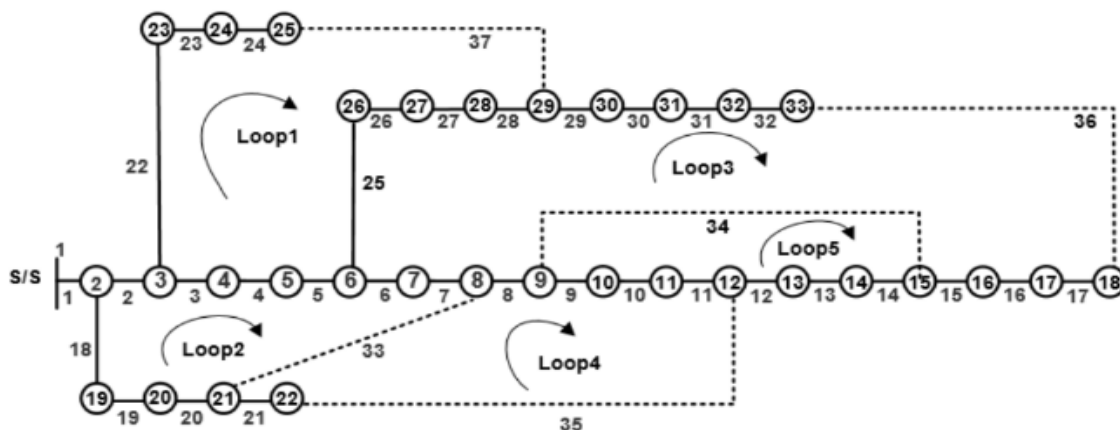 23 24 25
23 24 37
26 27 28 29 30 31 32 33
26 27 28 29 30 31 32 36
Loop1
Loop3
22
25
34
1
Loop5
S/S 2 3 4 5 6 7 8 9 10 11 12 13 14 15 16 17 18
1 2 3 4 5 6 7 8 9 10 11 12 13 14 15 16 17
18 Loop2 33 Loop4
19 20 21 22
19 20 21 35